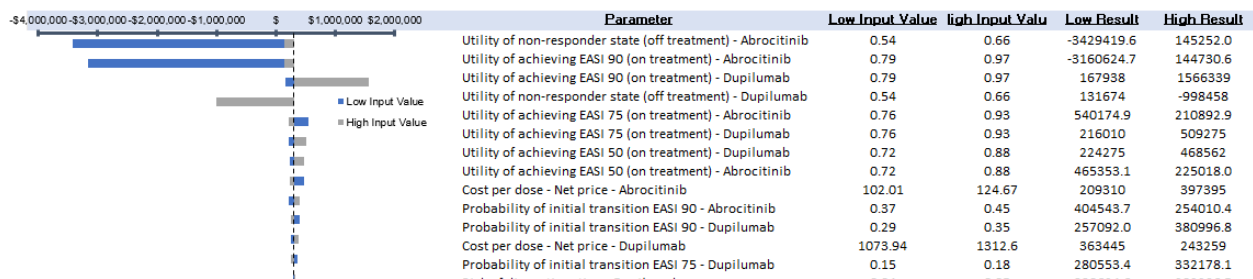 -$4,000,000 -$3,000,000 -$2,000,000 -$1,000,000 $ $1,000,000 $2,000,000
Low Input Value
High Input Value
Parameter Low Input Value Iigh Input Valu Low Result High Result
Utility of non-responder state (off treatment) - Abrocitinib 0.54 0.66 -3429419.6 145252.0
Utility of achieving EASI 90 (on treatment) - Abrocitinib 0.79 0.97 -3160624.7 144730.6
Utility of achieving EASI 90 (on treatment) - Dupilumab 0.79 0.97 167938 1566339
Utility of non-responder state (off treatment) - Dupilumab 0.54 0.66 131674 -998458
Utility of achieving EASI 75 (on treatment) - Abrocitinib 0.76 0.93 540174.9 210892.9
Utility of achieving EASI 75 (on treatment) - Dupilumab 0.76 0.93 216010 509275
Utility of achieving EASI 50 (on treatment) - Dupilumab 0.72 0.88 224275 468562
Utility of achieving EASI 50 (on treatment) - Abrocitinib 0.72 0.88 465353.1 225018.0
Cost per dose - Net price - Abrocitinib 102.01 124.67 209310 397395
Probability of initial transition EASI 90 - Abrocitinib 0.37 0.45 404543.7 254010.4
Probability of initial transition EASI 90 - Dupilumab 0.29 0.35 257092.0 380996.8
Cost per dose - Net price - Dupilumab 1073.94 1312.6 363445 243259
Probability of initial transition EASI 75 - Dupilumab 0.15 0.18 280553.4 332178.1